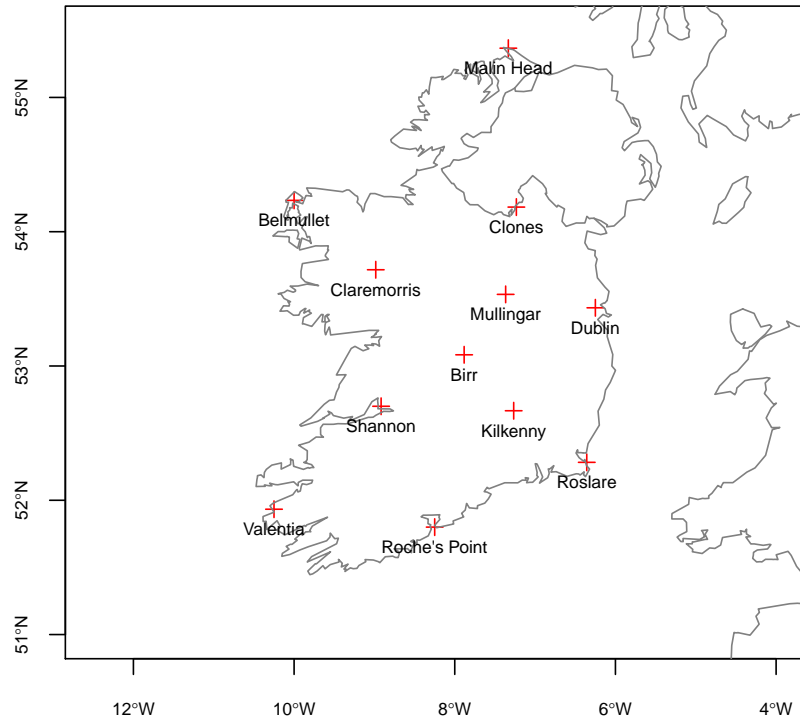 55°N
Malin Head
Belmullet
54°N
Clones
Claremorris
Mullingar
Dublin
53°N
Birr
Shannon
Kilkenny
Roslare
52°N
Valentia
Roche's Point
51°N
12°W
10°W
8°W
6°W
4°W